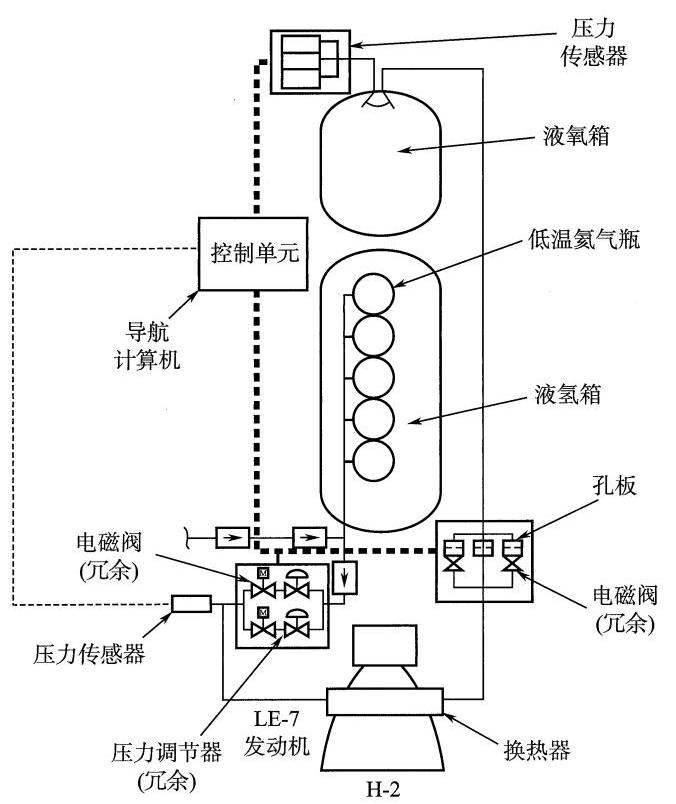 压力
传感器
液氧箱
低温氦气瓶
控制单元
导航
计算机
液氢箱
孔板
电磁阀
(冗余)
M
M
电磁阀
(冗余)
压力传感器
LE-7
发动机
压力调节器
(冗余)
换热器
H-2